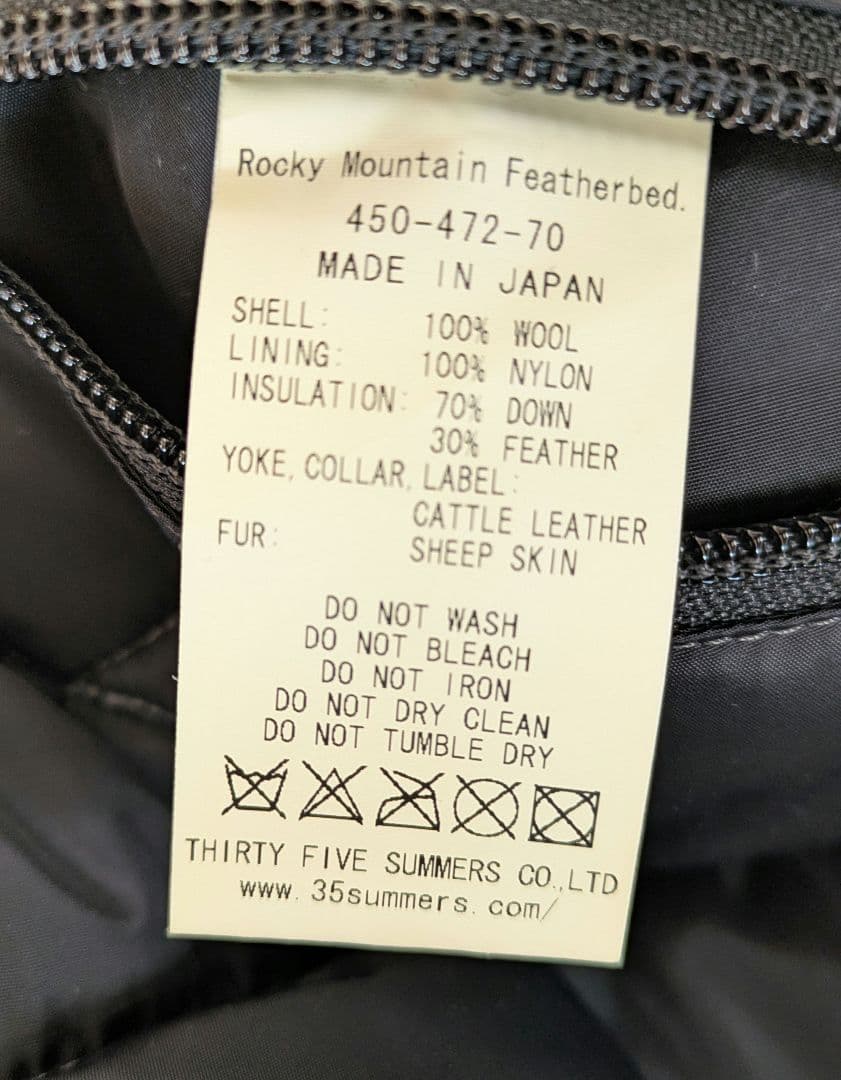 Rocky Mountain Featherbed.
450-472-70
MADE IN JAPAN
SHELL: 100% WOOL
LINING: 100% NYLON
INSULATION: 70% DOWN
30% FEATHER
YOKE, COLLAR, LABEL:
CATTLE LEATHER
FUR: SHEEP SKIN
DO NOT WASH
DO NOT BLEACH
DO NOT IRON
DO NOT DRY CLEAN
DO NOT TUMBLE DRY
THIRTY FIVE SUMMERS CO.,LTD
www.35summers.com/